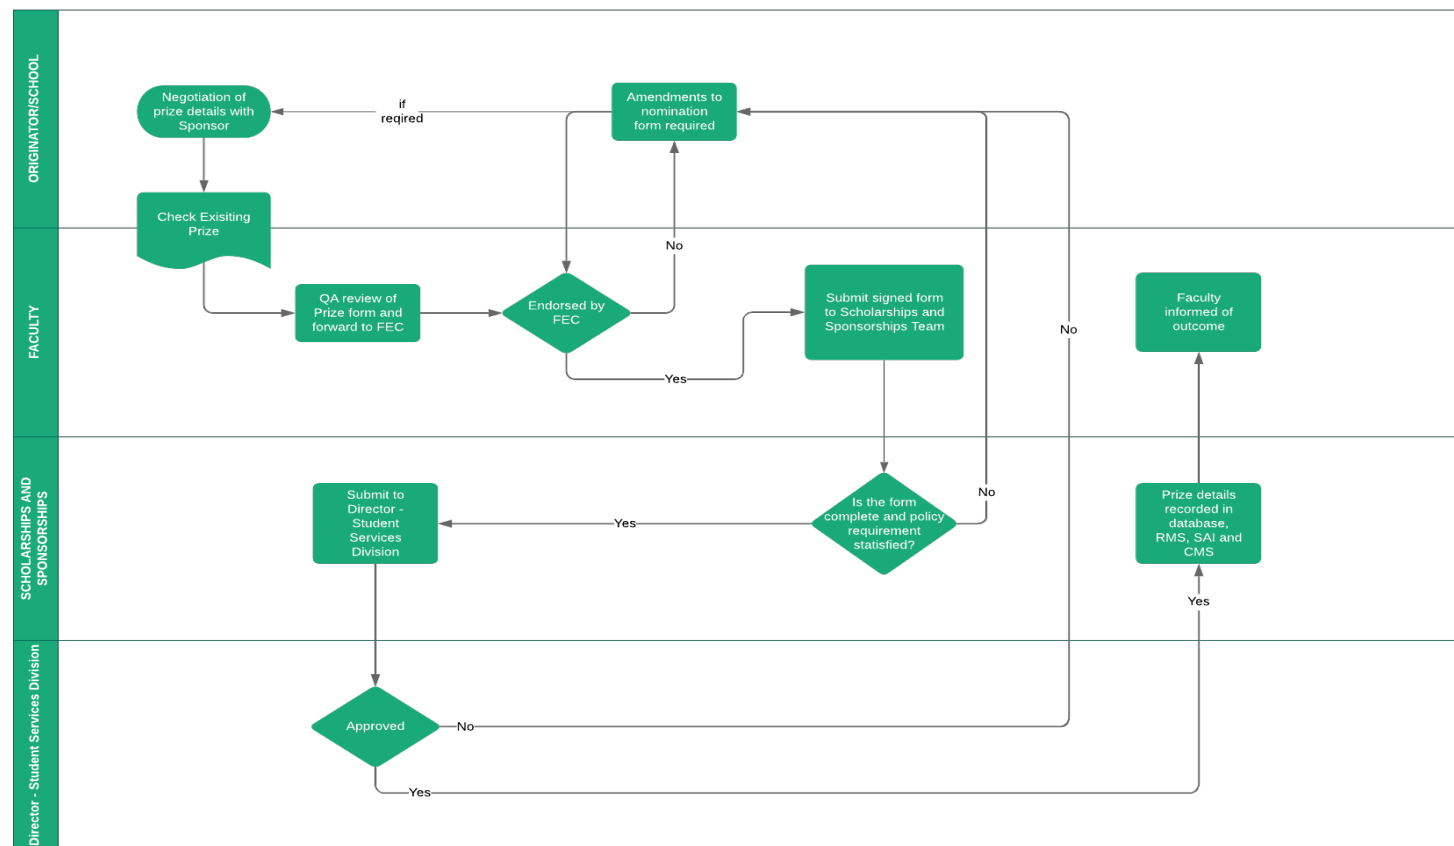 ORIGINATOR/SCHOOL
Negotiation of
prize details with
Sponsor
if
reqired
Amendments to
nomination
form required
Check Exisiting
Prize
FACULTY
No
QA review of
Prize form and
forward to FEC
Endorsed by
FEC
Yes
Submit signed form
to Scholarships and
Sponsorships Team
No
Faculty
informed of
outcome
SCHOLARSHIPS AND
SPONSORSHIPS
Submit to
Director -
Student
Services
Division
Yes
Is the form
complete and policy
requirement
statisfied?
No
Prize details
recorded in
database,
RMS, SAI and
CMS
Yes
Director - Student Services Division
Approved
No
Yes